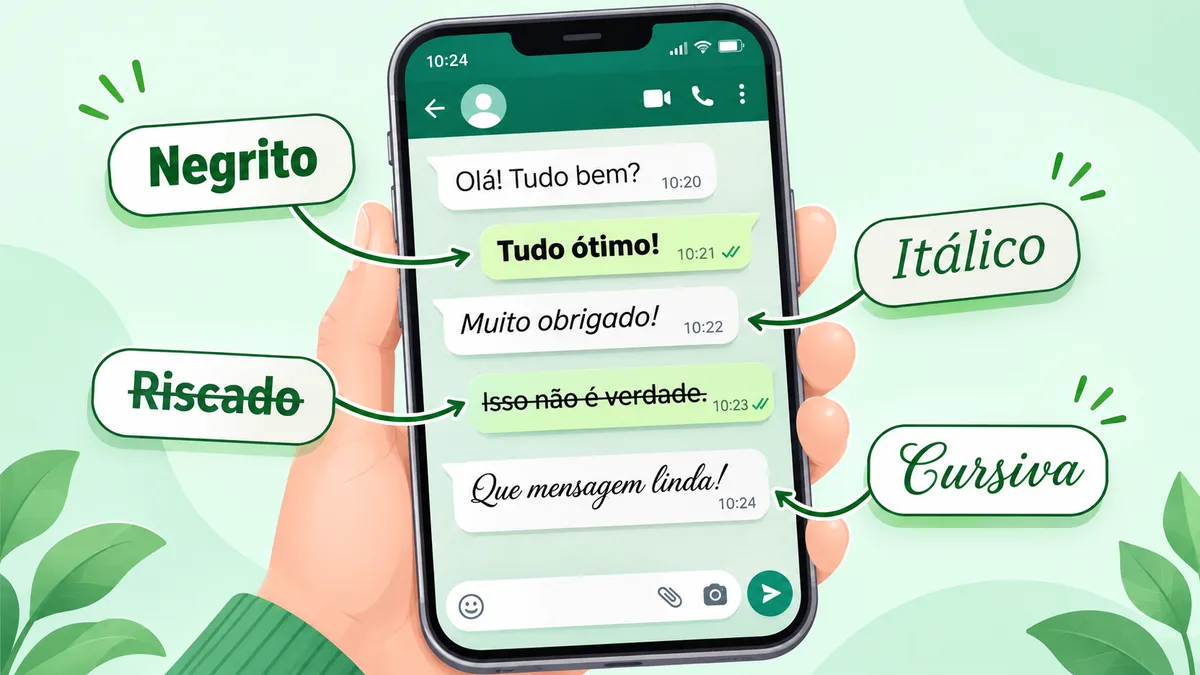 10:24
Negrito
Olá! Tudo bem? 10:20
Tudo ótimo! 10:21
Itálico
Muito obrigado! 10:22
Riscado
Isso não é verdade. 10:23
Cursiva
Que mensagem linda! 10:24